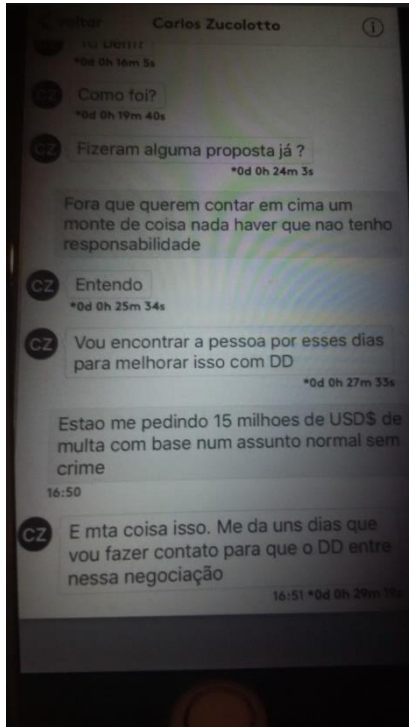 voltar Carlos Zucolotto
Tá Bem?
*0d 0h 16m 5s
CZ Como foi?
*0d 0h 19m 40s
CZ Fizeram alguma proposta já ?
*0d 0h 24m 3s
Fora que querem contar em cima um
monte de coisa nada haver que nao tenho
responsabilidade
CZ Entendo
*0d 0h 25m 34s
CZ Vou encontrar a pessoa por esses dias
para melhorar isso com DD
*0d 0h 27m 33s
Estao me pedindo 15 milhoes de USD$ de
multa com base num assunto normal sem
crime
16:50
CZ E mta coisa isso. Me da uns dias que
vou fazer contato para que o DD entre
nessa negociação
16:51 *0d 0h 29m 19s